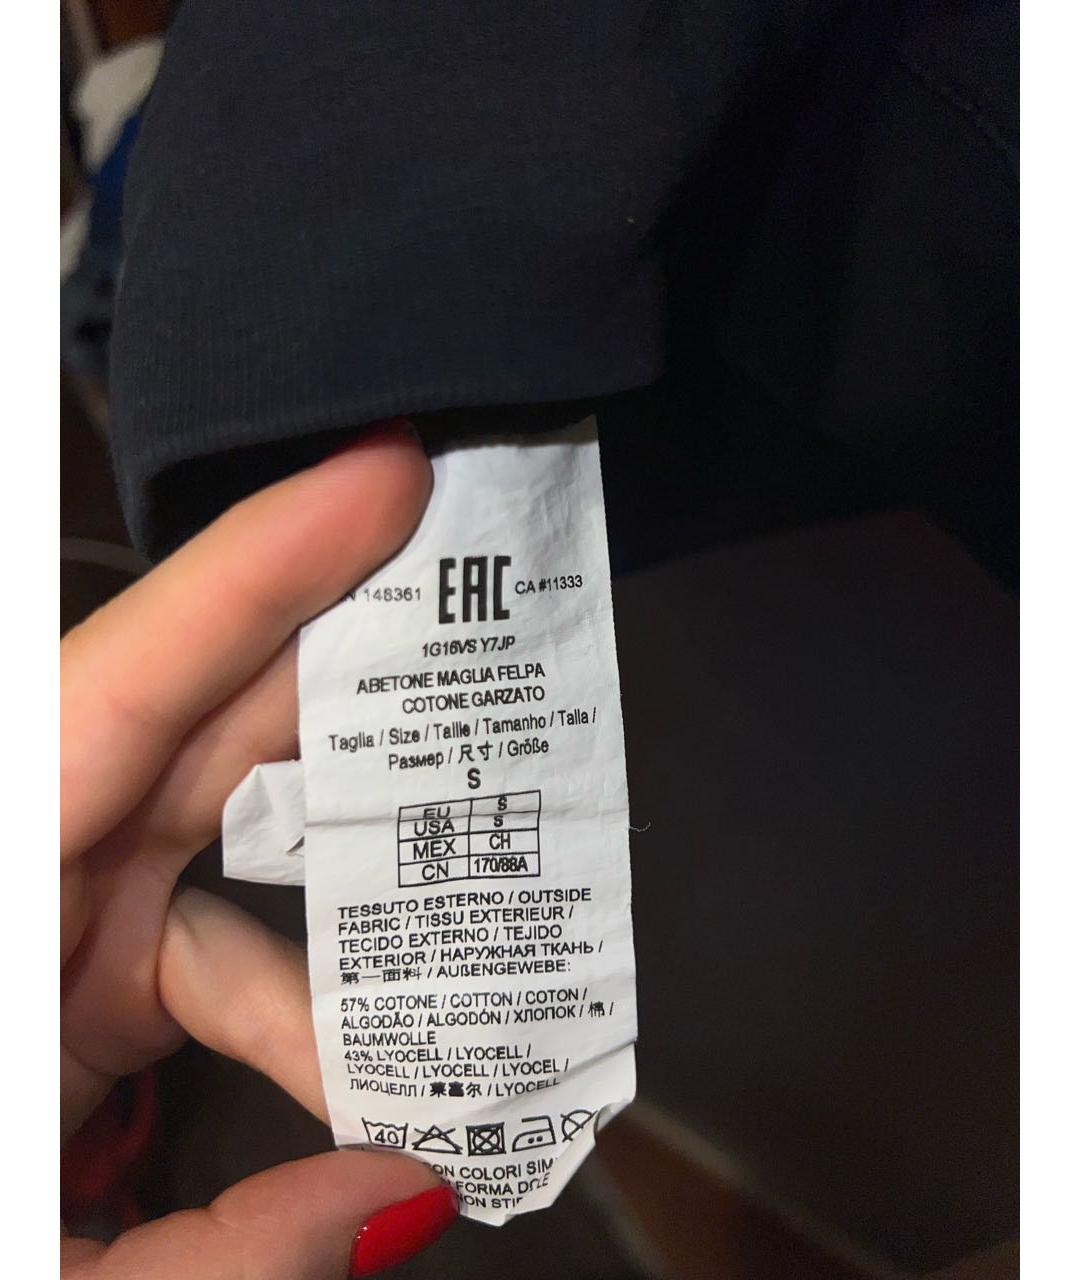 148361 EAC CA #11333
1G16VS Y7JP
ABETONE MAGLIA FELPA
COTONE GARZATO
Taglia / Size / Taille / Tamanho / Talla /
Размер / 尺寸 / Größe
S
EU S
USA S
MEX CH
CN 170/88A
TESSUTO ESTERNO / OUTSIDE
FABRIC / TISSU EXTERIEUR /
TECIDO EXTERNO / TEJIDO
EXTERIOR / НАРУЖНАЯ ТКАНЬ /
第一面料 / AUßENGEWEBE:
57% COTONE / COTTON / COTON /
ALGODÃO / ALGODÓN / ХЛОПОК / 棉 /
BAUMWOLLE
43% LYOCELL / LYOCELL /
LYOCELL / LYOCELL / LYOCEL /
ЛИОЦЕЛЛ / 莱赛尔 / LYOCELL
40
COLORI
FORMA